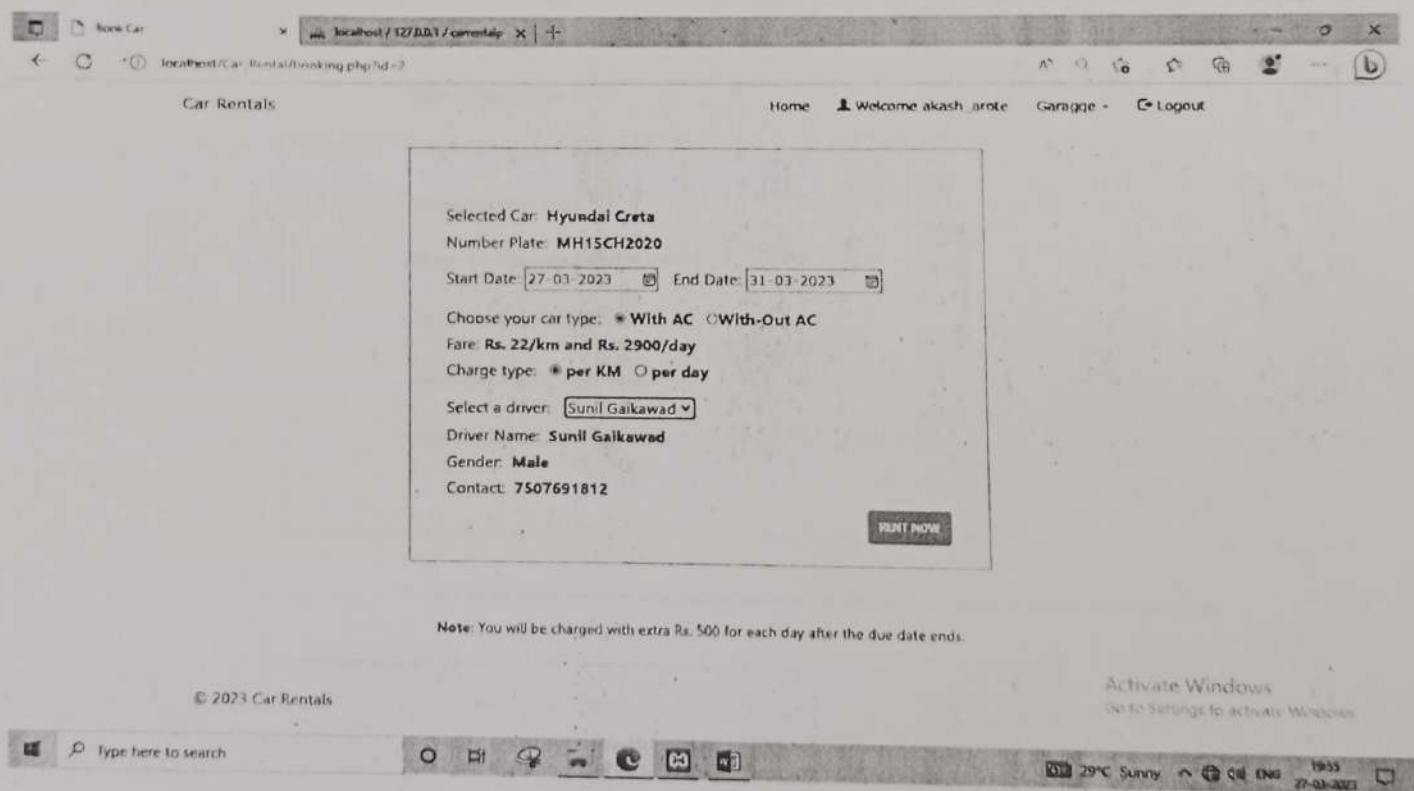 Book Car
localhost / 127.0.0.1 / carrentalp
localhost/Car_Rental/booking.php?id=2
Car Rentals Home Welcome akash_arote Garagge Logout
Selected Car: Hyundai Creta
Number Plate: MH15CH2020
Start Date: 27-03-2023 End Date: 31-03-2023
Choose your car type: With AC With-Out AC
Fare: Rs. 22/km and Rs. 2900/day
Charge type: per KM per day
Select a driver: Sunil Gaikawad
Driver Name: Sunil Gaikawad
Gender: Male
Contact: 7507691812
RENT NOW
Note: You will be charged with extra Rs. 500 for each day after the due date ends.
© 2023 Car Rentals
Activate Windows
Go to Settings to activate Windows.
Type here to search
29°C Sunny ENG 19:55
27-03-2023